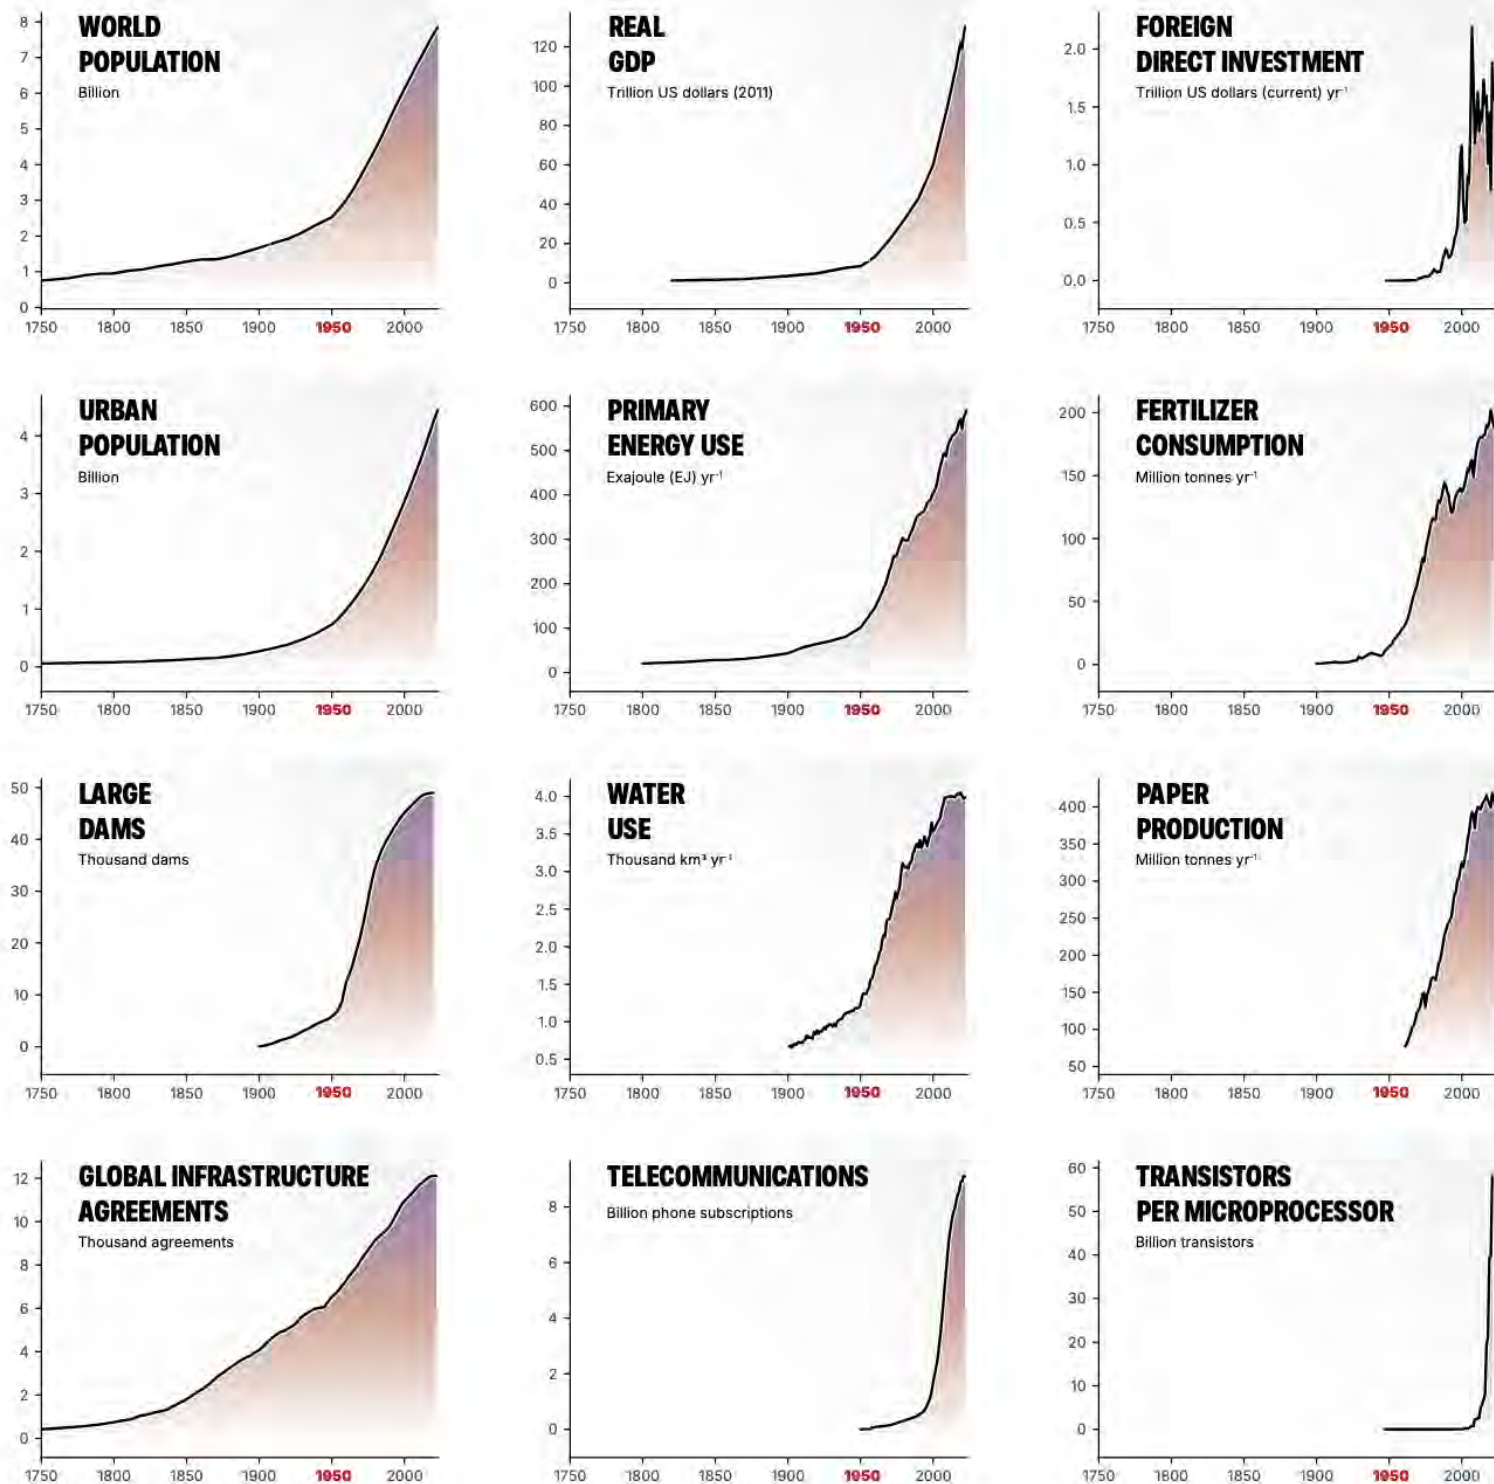 WORLD
POPULATION
Billion
8
7
6
5
4
3
2
1
0
1750 1800 1850 1900 1950 2000
REAL
GDP
Trillion US dollars (2011)
120
100
80
60
40
20
0
1750 1800 1850 1900 1950 2000
FOREIGN
DIRECT INVESTMENT
Trillion US dollars (current) yr⁻¹
2.0
1.5
1.0
0.5
0.0
1750 1800 1850 1900 1950 2000
URBAN
POPULATION
Billion
4
3
2
1
0
1750 1800 1850 1900 1950 2000
PRIMARY
ENERGY USE
Exajoule (EJ) yr⁻¹
600
500
400
300
200
100
0
1750 1800 1850 1900 1950 2000
FERTILIZER
CONSUMPTION
Million tonnes yr⁻¹
200
150
100
50
0
1750 1800 1850 1900 1950 2000
LARGE
DAMS
Thousand dams
50
40
30
20
10
0
1750 1800 1850 1900 1950 2000
WATER
USE
Thousand km³ yr⁻¹
4.0
3.5
3.0
2.5
2.0
1.5
1.0
0.5
1750 1800 1850 1900 1950 2000
PAPER
PRODUCTION
Million tonnes yr⁻¹
400
350
300
250
200
150
100
50
1750 1800 1850 1900 1950 2000
GLOBAL INFRASTRUCTURE
AGREEMENTS
Thousand agreements
12
10
8
6
4
2
0
1750 1800 1850 1900 1950 2000
TELECOMMUNICATIONS
Billion phone subscriptions
8
6
4
2
0
1750 1800 1850 1900 1950 2000
TRANSISTORS
PER MICROPROCESSOR
Billion transistors
60
50
40
30
20
10
0
1750 1800 1850 1900 1950 2000